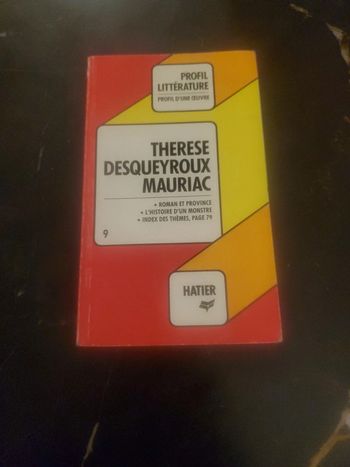 PROFIL
LITTÉRATURE
PROFIL D'UNE ŒUVRE
THERESE
DESQUEYROUX
MAURIAC
• ROMAN ET PROVINCE
• L'HISTOIRE D'UN MONSTRE
• INDEX DES THÈMES, PAGE 79
9
HATIER